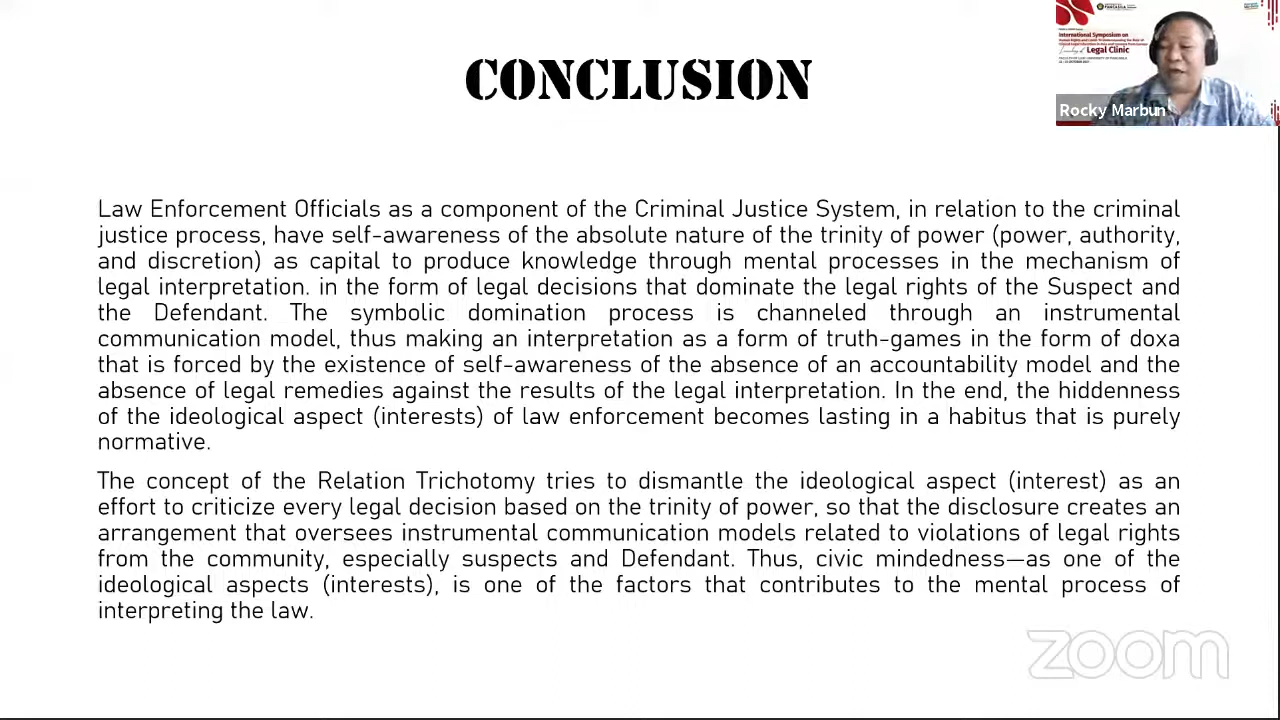 CONCLUSION
International Symposium on
Legal Clinic
Rocky Marbun
Law Enforcement Officials as a component of the Criminal Justice System, in relation to the criminal
justice process, have self-awareness of the absolute nature of the trinity of power (power, authority,
and discretion) as capital to produce knowledge through mental processes in the mechanism of
legal interpretation. in the form of legal decisions that dominate the legal rights of the Suspect and
the Defendant. The symbolic domination process is channeled through an instrumental
communication model, thus making an interpretation as a form of truth-games in the form of doxa
that is forced by the existence of self-awareness of the absence of an accountability model and the
absence of legal remedies against the results of the legal interpretation. In the end, the hiddenness
of the ideological aspect (interests) of law enforcement becomes lasting in a habitus that is purely
normative.
The concept of the Relation Trichotomy tries to dismantle the ideological aspect (interest) as an
effort to criticize every legal decision based on the trinity of power, so that the disclosure creates an
arrangement that oversees instrumental communication models related to violations of legal rights
from the community, especially suspects and Defendant. Thus, civic mindedness—as one of the
ideological aspects (interests), is one of the factors that contributes to the mental process of
interpreting the law.
zoom